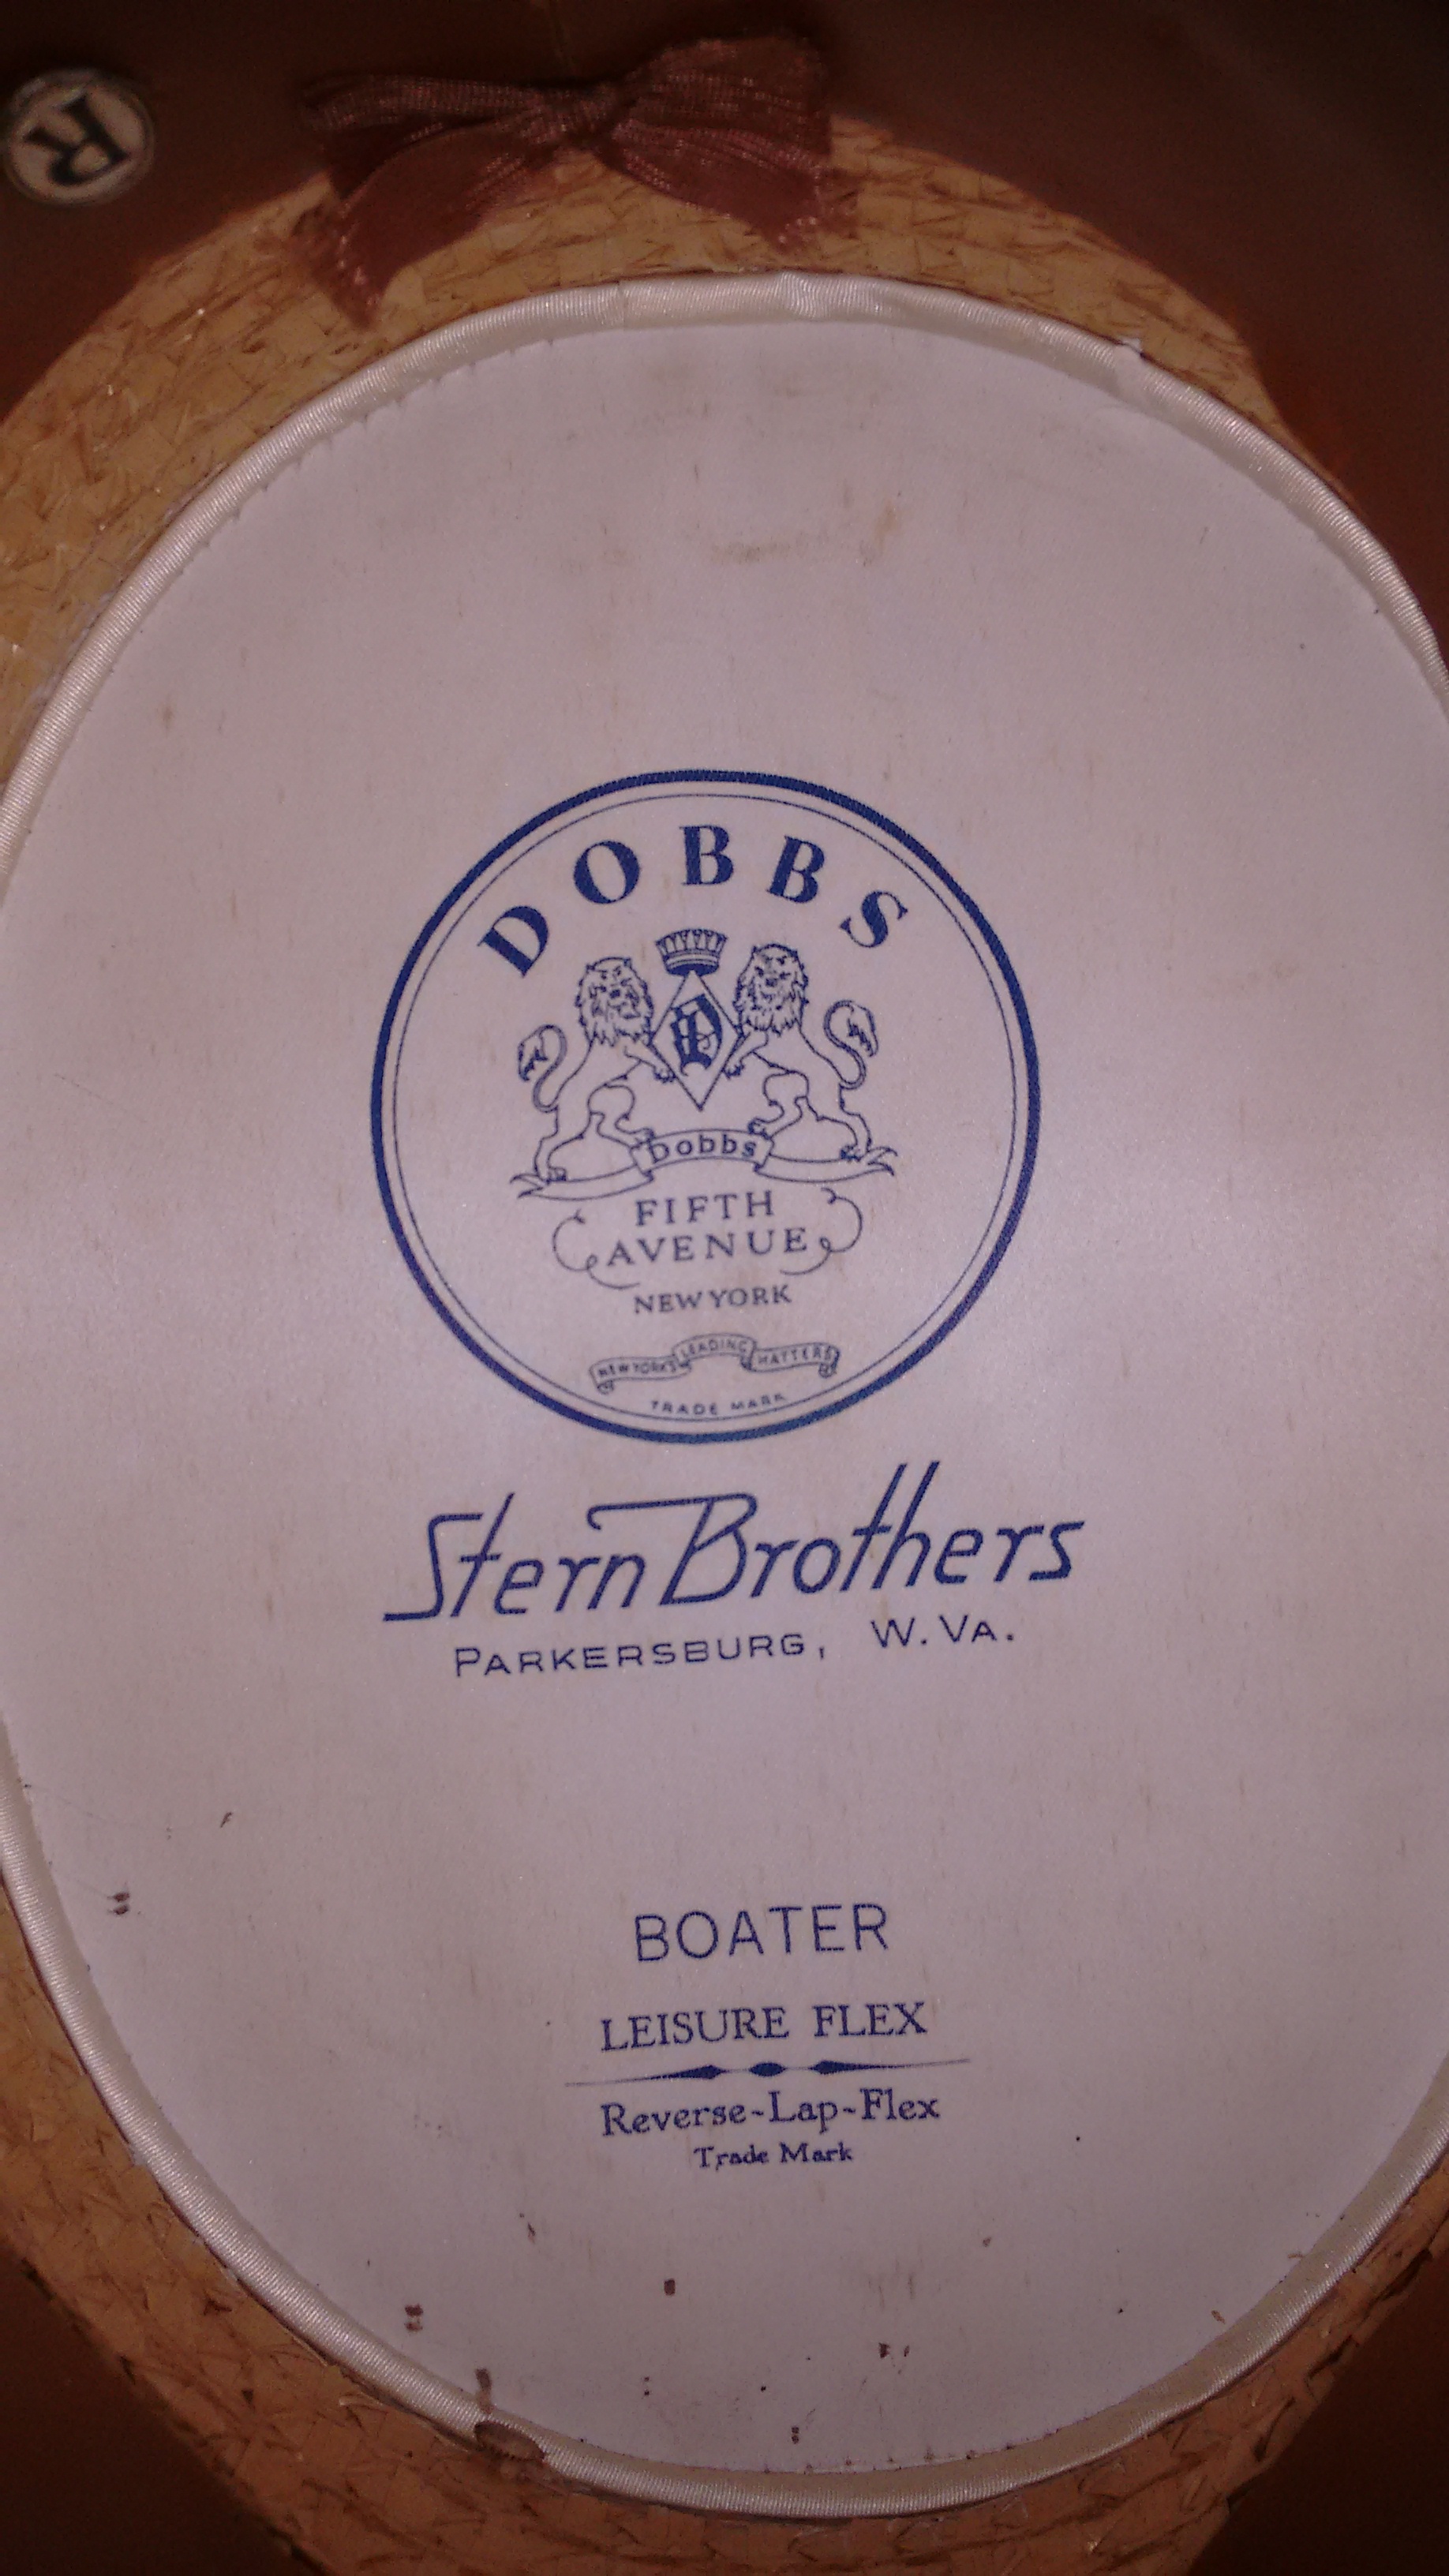 R
DOBBS
D
Dobbs
FIFTH
AVENUE
NEW YORK
NEW YORK'S LEADING HATTERS
TRADE MARK
Stern Brothers
PARKERSBURG, W. VA.
BOATER
LEISURE FLEX
Reverse-Lap-Flex
Trade Mark